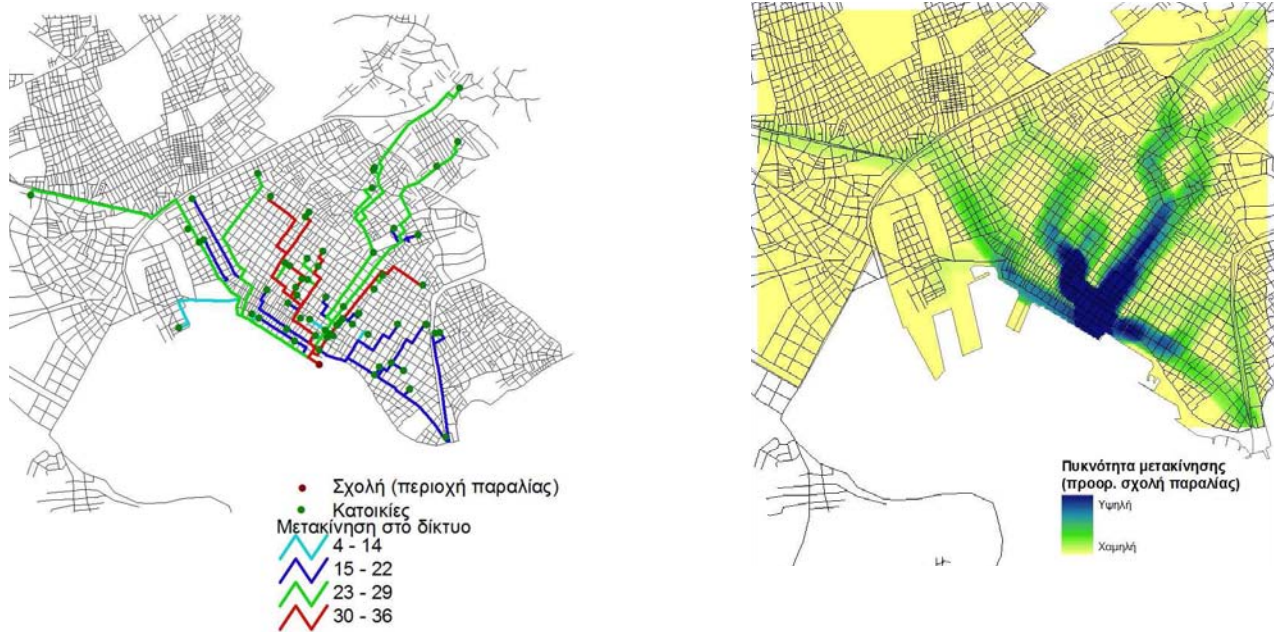 Σχολή (περιοχή παραλίας)
Κατοικίες
Μετακίνηση στο δίκτυο
4 - 14
15 - 22
23 - 29
30 - 36
Πυκνότητα μετακίνησης
(προορ. σχολή παραλίας)
Υψηλή
Χαμηλή